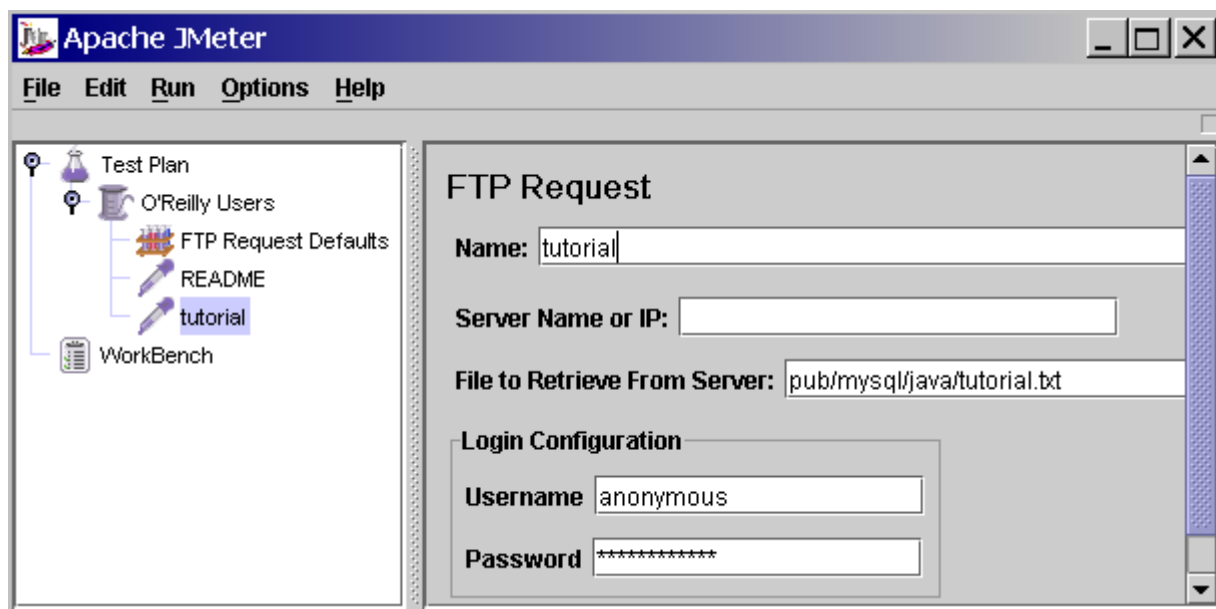 Apache JMeter
File Edit Run Options Help
Test Plan
O'Reilly Users
FTP Request Defaults
README
tutorial
WorkBench
FTP Request
Name: tutorial
Server Name or IP:
File to Retrieve From Server: pub/mysql/java/tutorial.txt
Login Configuration
Username anonymous
Password ************